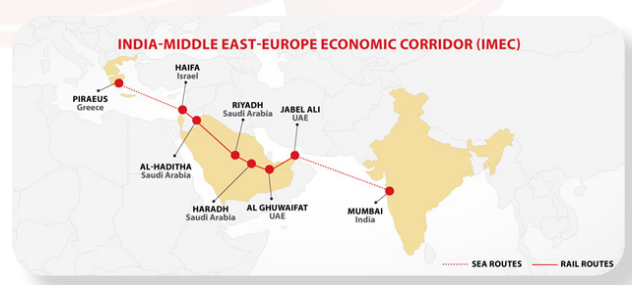 INDIA-MIDDLE EAST-EUROPE ECONOMIC CORRIDOR (IMEC)
HAIFA
Israel
PIRAEUS
Greece
RIYADH
Saudi Arabia
JABEL ALI
UAE
AL-HADITHA
Saudi Arabia
HARADH
Saudi Arabia
AL GHUWAIFAT
UAE
MUMBAI
India
SEA ROUTES
RAIL ROUTES